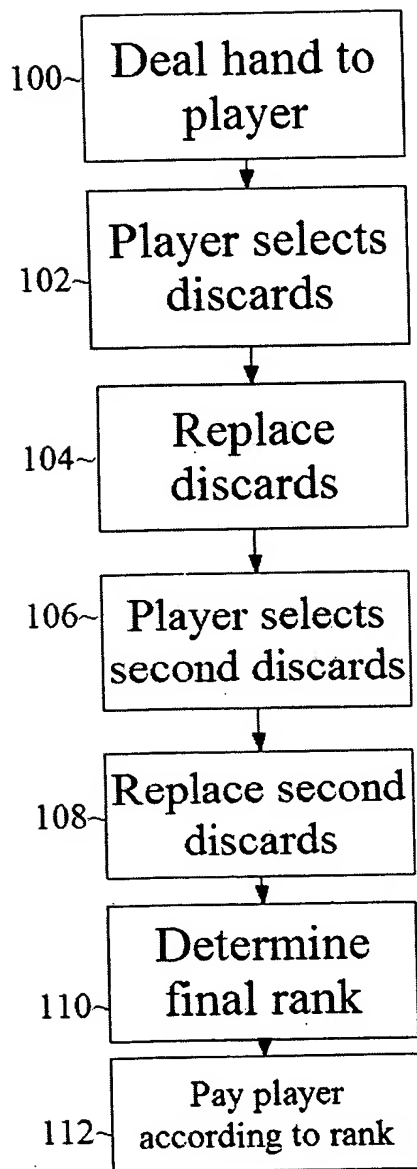 100~
Deal hand to
player
102~
Player selects
discards
104~
Replace
discards
106~
Player selects
second discards
108~
Replace second
discards
110~
Determine
final rank
112~
Pay player
according to rank